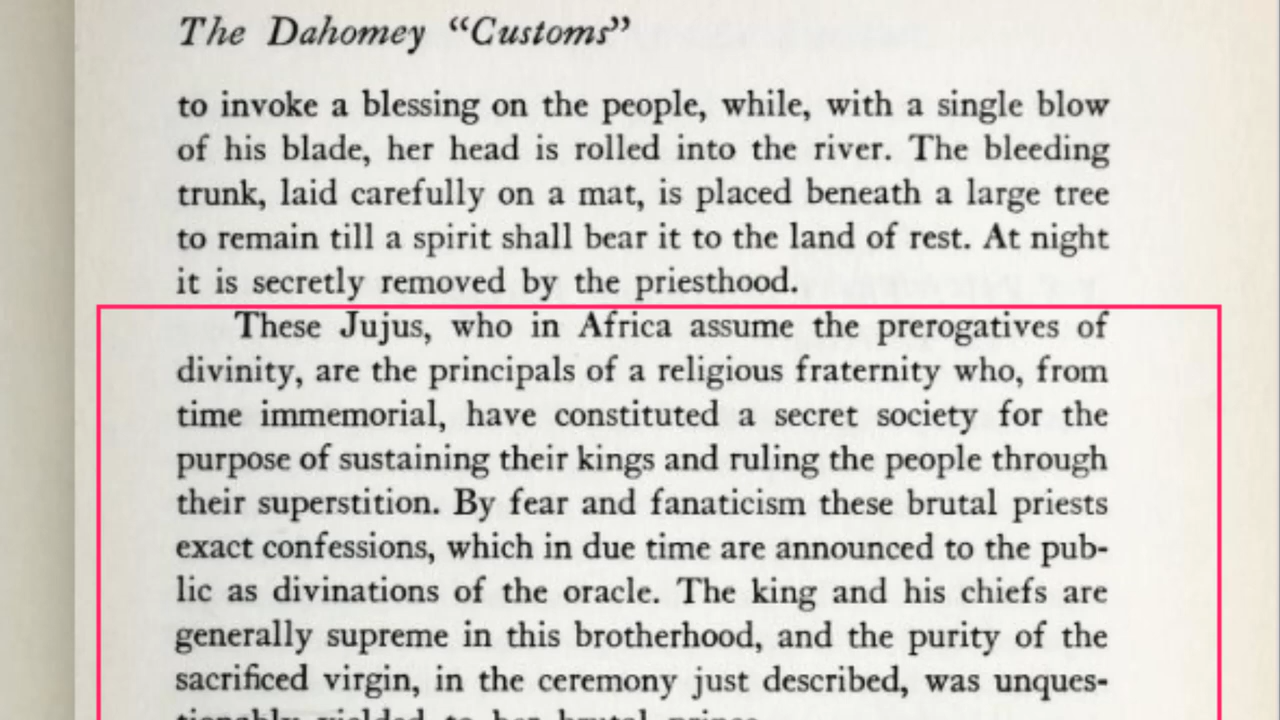 The Dahomey “Customs”
to invoke a blessing on the people, while, with a single blow
of his blade, her head is rolled into the river. The bleeding
trunk, laid carefully on a mat, is placed beneath a large tree
to remain till a spirit shall bear it to the land of rest. At night
it is secretly removed by the priesthood.
These Jujus, who in Africa assume the prerogatives of
divinity, are the principals of a religious fraternity who, from
time immemorial, have constituted a secret society for the
purpose of sustaining their kings and ruling the people through
their superstition. By fear and fanaticism these brutal priests
exact confessions, which in due time are announced to the pub-
lic as divinations of the oracle. The king and his chiefs are
generally supreme in this brotherhood, and the purity of the
sacrificed virgin, in the ceremony just described, was unques-
tionably yielded to her brutal prince.